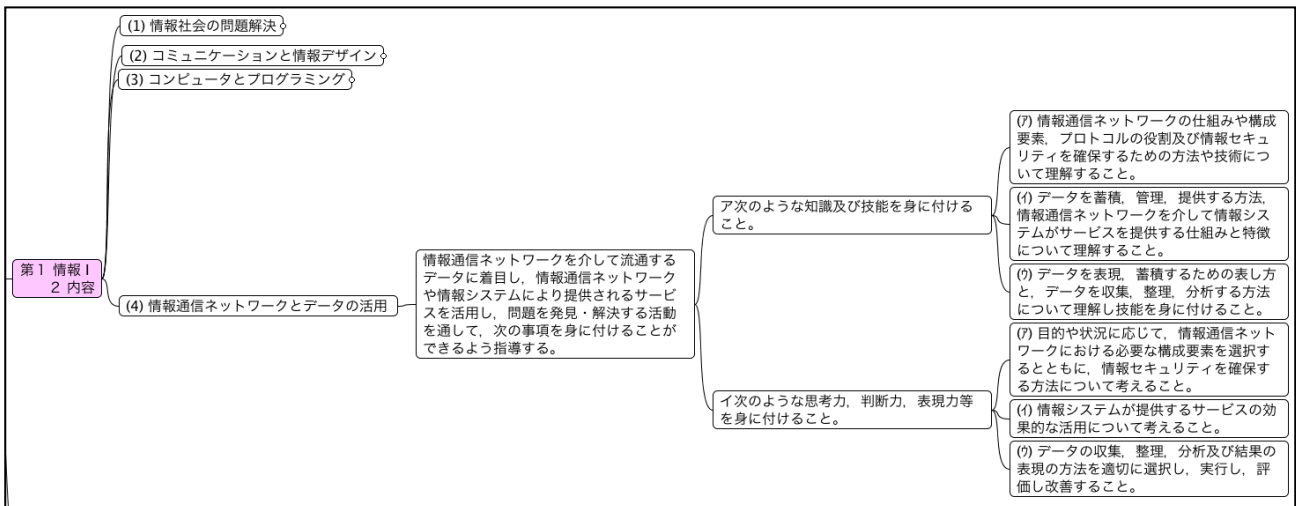 (1) 情報社会の問題解決
(2) コミュニケーションと情報デザイン
(3) コンピュータとプログラミング
第1 情報Ⅰ
2 内容
(4) 情報通信ネットワークとデータの活用
情報通信ネットワークを介して流通する
データに着目し，情報通信ネットワーク
や情報システムにより提供されるサービ
スを活用し，問題を発見・解決する活動
を通して，次の事項を身に付けることが
できるよう指導する。
ア次のような知識及び技能を身に付ける
こと。
(ｱ) 情報通信ネットワークの仕組みや構成
要素，プロトコルの役割及び情報セキュ
リティを確保するための方法や技術につ
いて理解すること。
(ｲ) データを蓄積，管理，提供する方法，
情報通信ネットワークを介して情報シス
テムがサービスを提供する仕組みと特徴
について理解すること。
(ｳ) データを表現，蓄積するための表し方
と，データを収集，整理，分析する方法
について理解し技能を身に付けること。
イ次のような思考力，判断力，表現力等
を身に付けること。
(ｱ) 目的や状況に応じて，情報通信ネット
ワークにおける必要な構成要素を選択す
るとともに，情報セキュリティを確保す
る方法について考えること。
(ｲ) 情報システムが提供するサービスの効
果的な活用について考えること。
(ｳ) データの収集，整理，分析及び結果の
表現の方法を適切に選択し，実行し，評
価し改善すること。